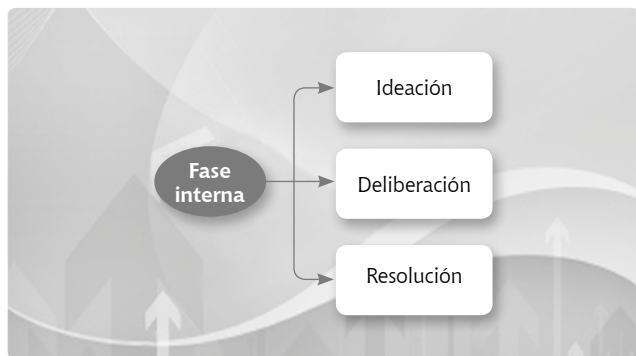 Fase
interna
Ideación
Deliberación
Resolución